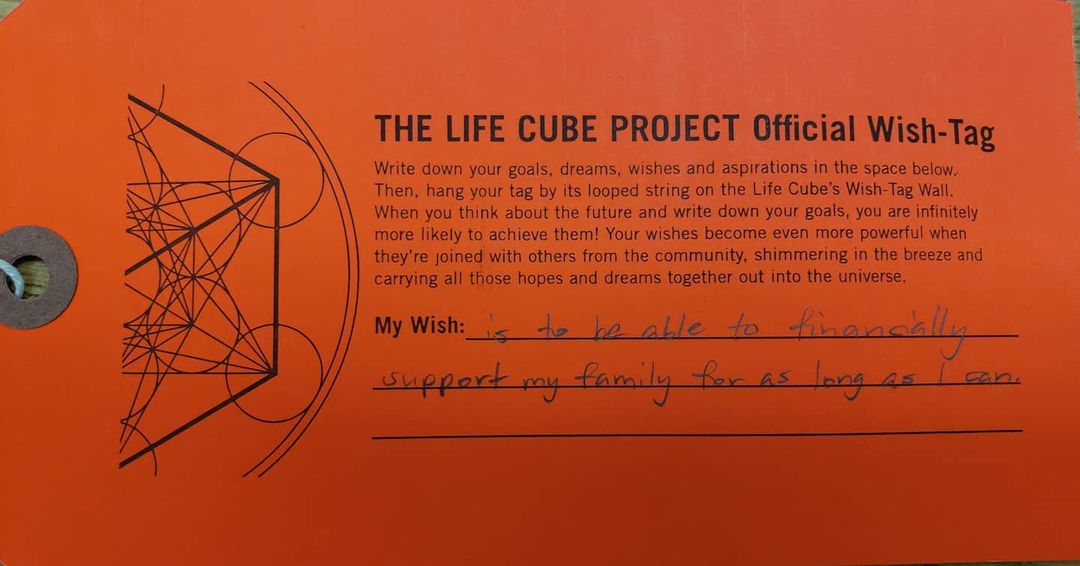 THE LIFE CUBE PROJECT Official Wish-Tag
Write down your goals, dreams, wishes and aspirations in the space below.
Then, hang your tag by its looped string on the Life Cube's Wish-Tag Wall.
When you think about the future and write down your goals, you are infinitely
more likely to achieve them! Your wishes become even more powerful when
they're joined with others from the community, shimmering in the breeze and
carrying all those hopes and dreams together out into the universe.
My Wish: is to be able to financially
support my family for as long as I can.